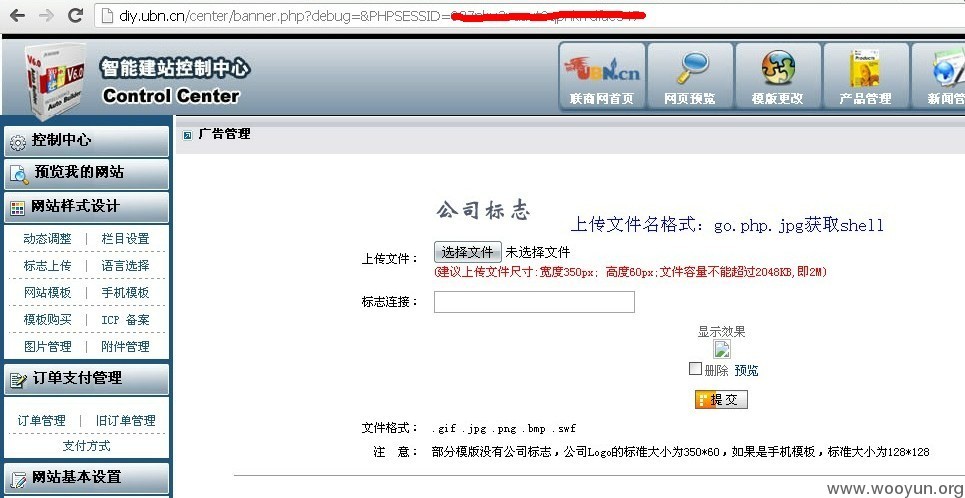 diy.ubn.cn/center/banner.php?debug=&PHPSESSID=
V6.0
V6.0
Auto Builder
智能建站控制中心
Control Center
UBN.cn
联商网首页
网页预览
模版更改
Products
产品管理
新闻管
控制中心
预览我的网站
网站样式设计
动态调整 | 栏目设置
标志上传 | 语言选择
网站模板 | 手机模板
模板购买 | ICP 备案
图片管理 | 附件管理
订单支付管理
订单管理 | 旧订单管理
支付方式
网站基本设置
广告管理
公司标志
上传文件名格式：go.php.jpg获取shell
上传文件： 选择文件 未选择文件
(建议上传文件尺寸:宽度350px; 高度60px;文件容量不能超过2048KB,即2M)
标志连接：
显示效果
删除 预览
提交
文件格式： .gif .jpg .png .bmp .swf
注 意： 部分模版没有公司标志，公司Logo的标准大小为350*60，如果是手机模板，标准大小为128*128
www.wooyun.org